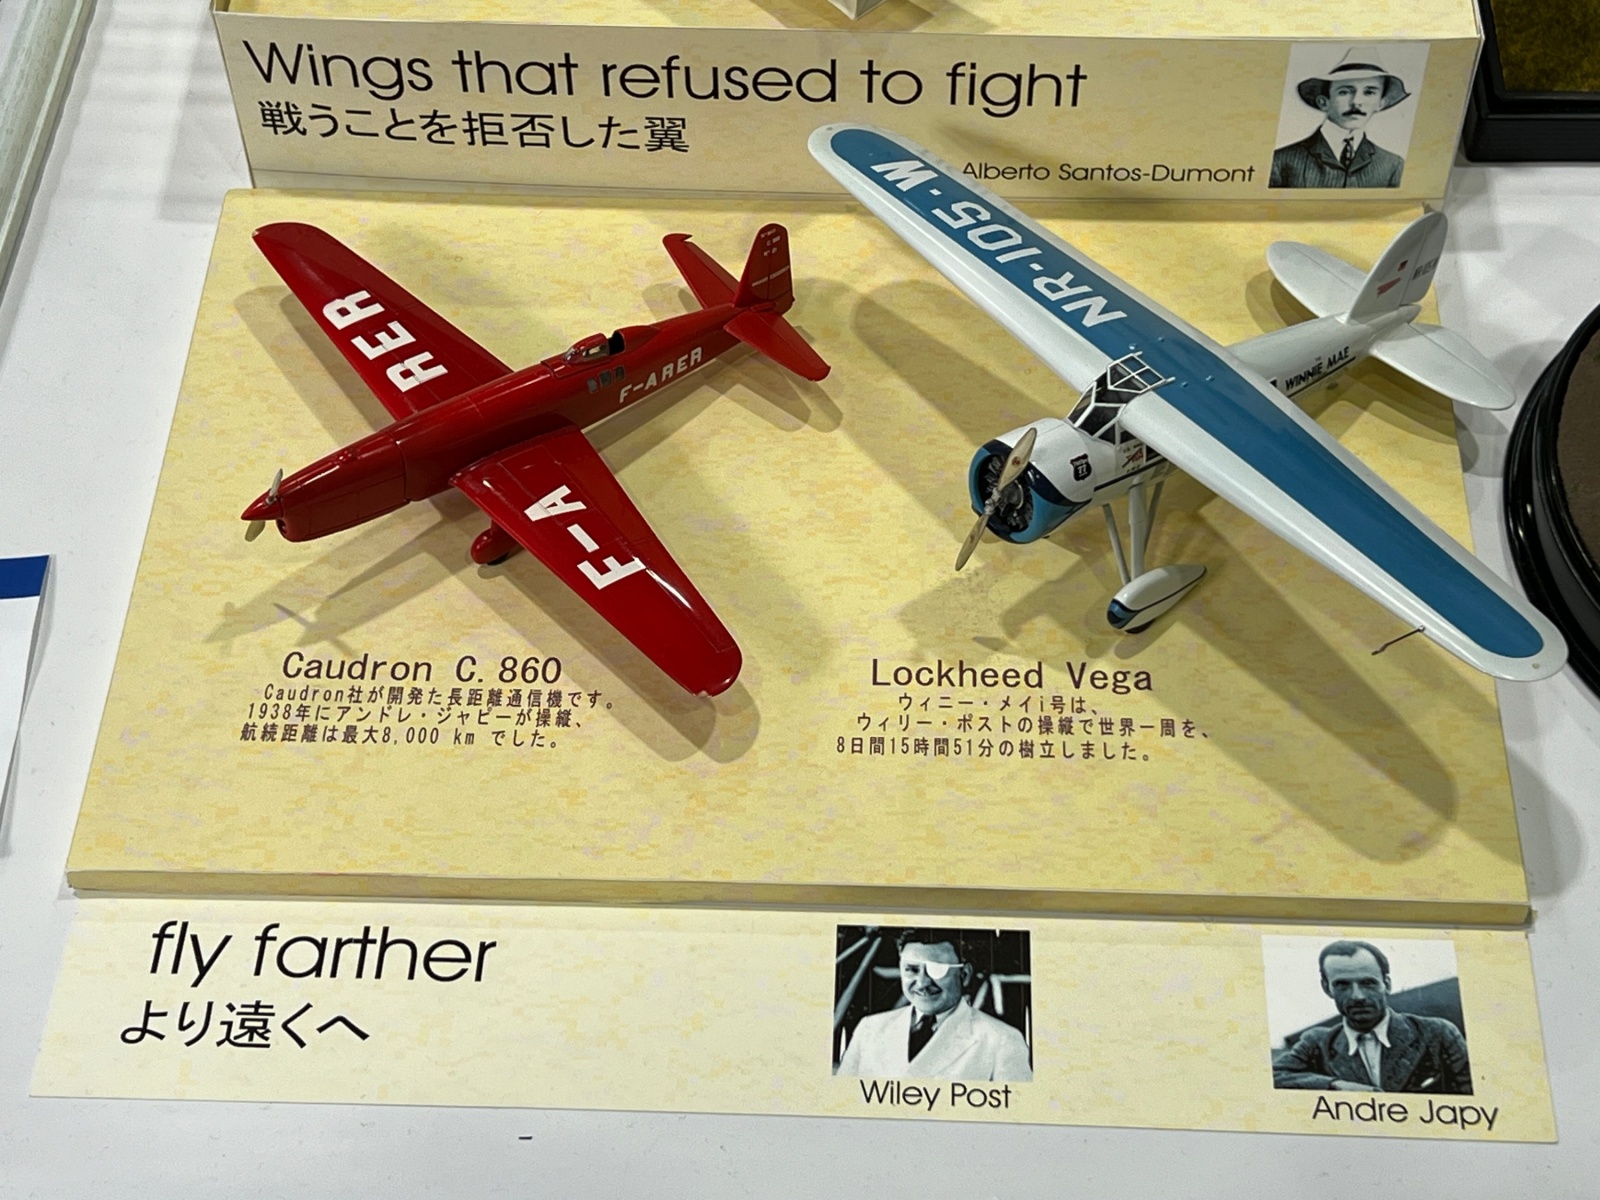 Wings that refused to fight
戦うことを拒否した翼
Alberto Santos-Dumont
NR-105-W
RER
F-ARER
F-A
WINNIE MAE
Caudron C.860
Caudron社が開発た長距離通信機です。
1938年にアンドレ・ジャピーが操縦、
航続距離は最大8,000 km でした。
Lockheed Vega
ウィニー・メイi号は、
ウィリー・ポストの操縦で世界一周を、
8日間15時間51分の樹立しました。
fly farther
より遠くへ
Wiley Post
Andre Japy